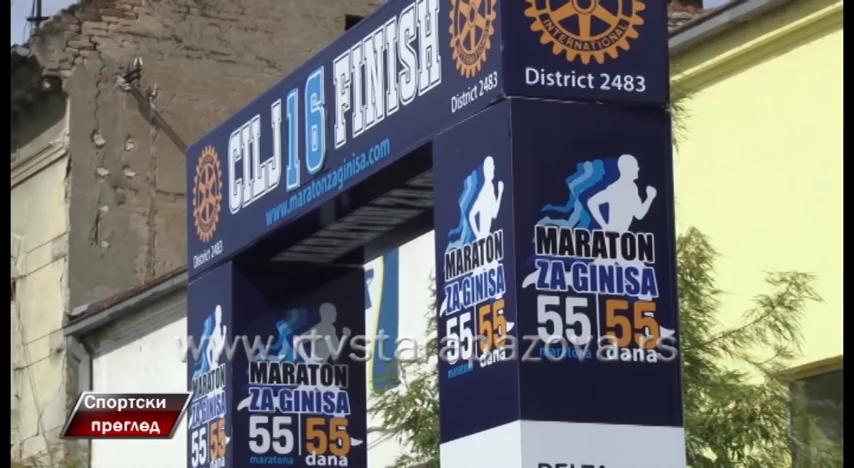 CILJ 16 FINISH
www.maratonzaginisa.com
INTERNATIONAL
District 2483
District 2483
District 2483
MARATON
ZA GINISA
55 55
maratona dana
MARATON
ZA GINISA
55 55
maratona dana
MARATON
ZA GINISA
55 55
maratona dana
MARATON
ZA GINISA
55 55
www.rtvstarapazova.rs
Спортски
преглед